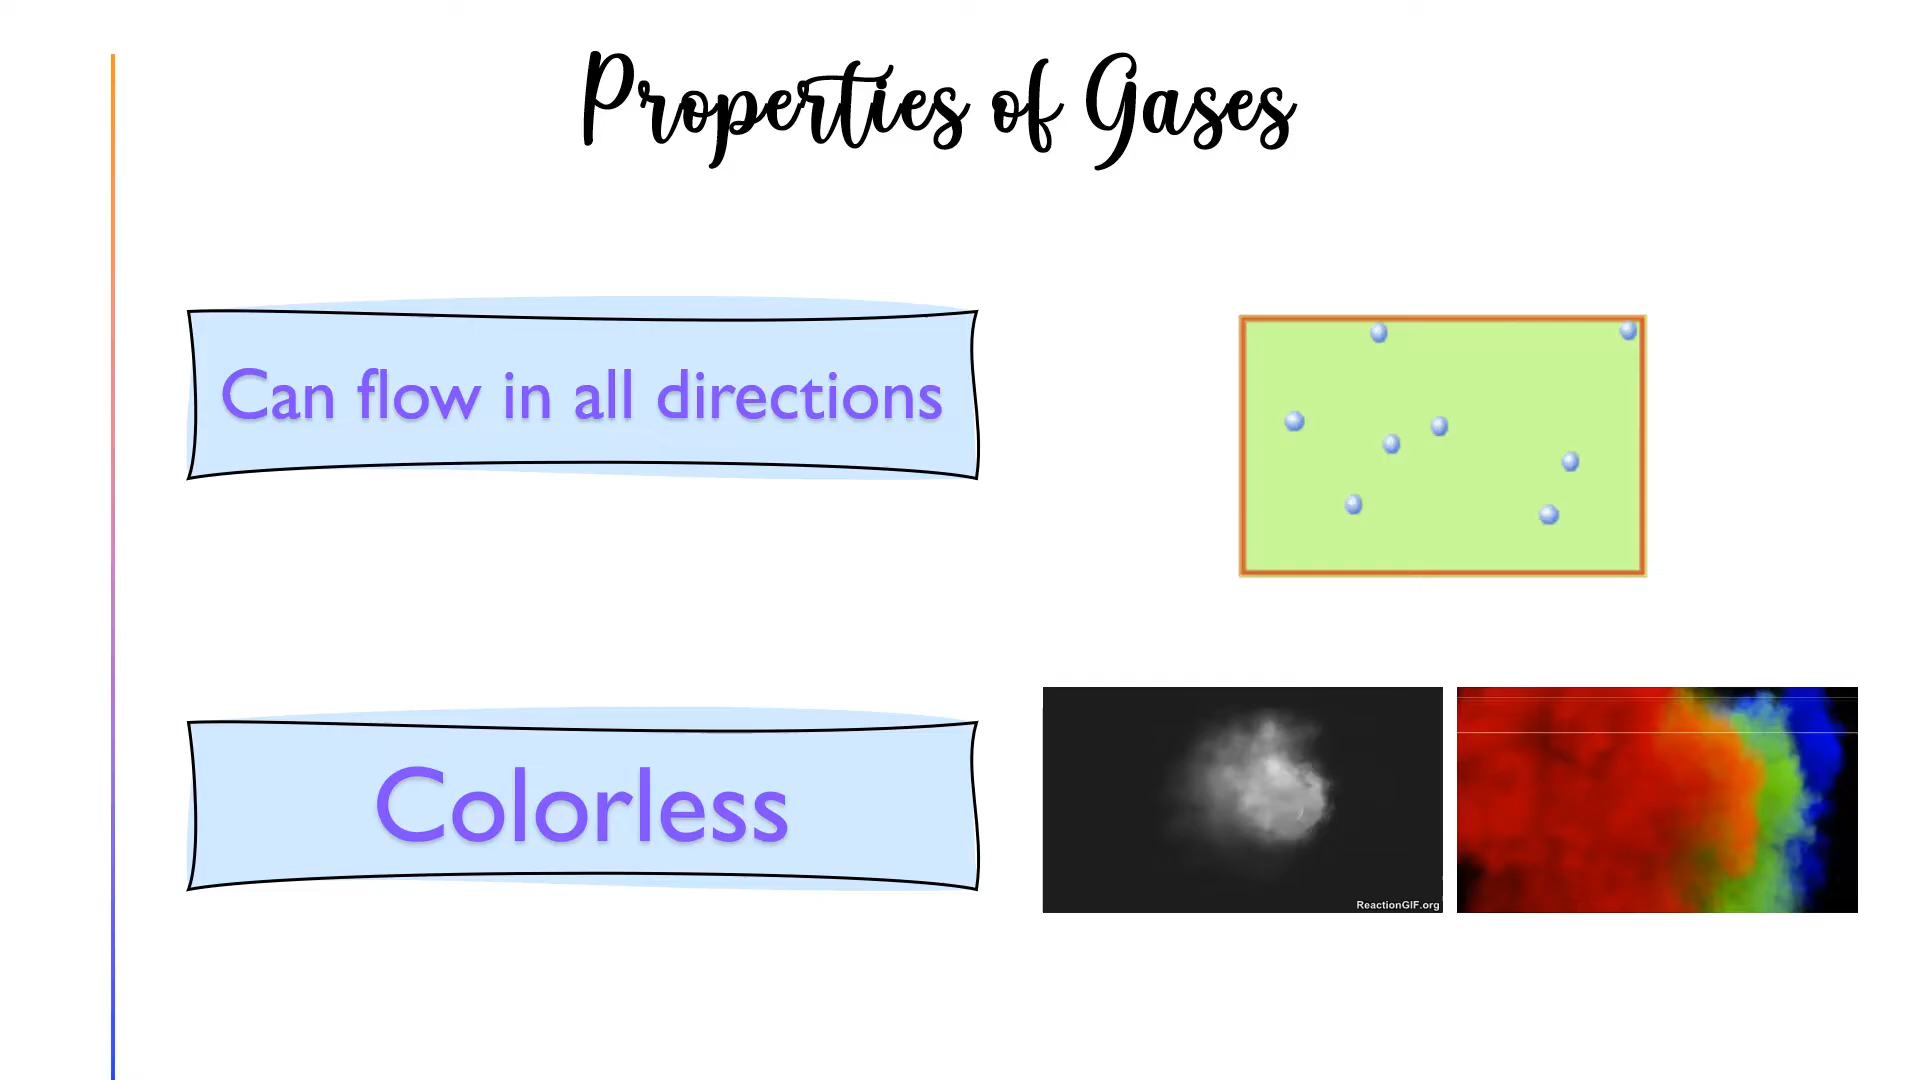 Properties of Gases
Can flow in all directions
Colorless
ReactionGIF.org